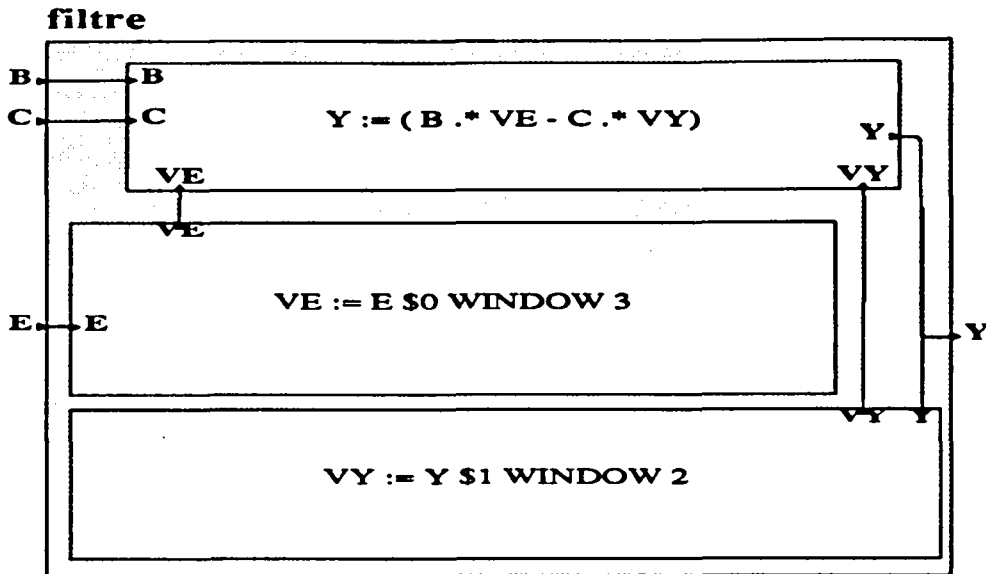 filtre
B B
C C
Y := ( B .* VE - C .* VY)
Y
VE VY
VE
VE := E $0 WINDOW 3
E E
Y
VY Y
VY := Y $1 WINDOW 2